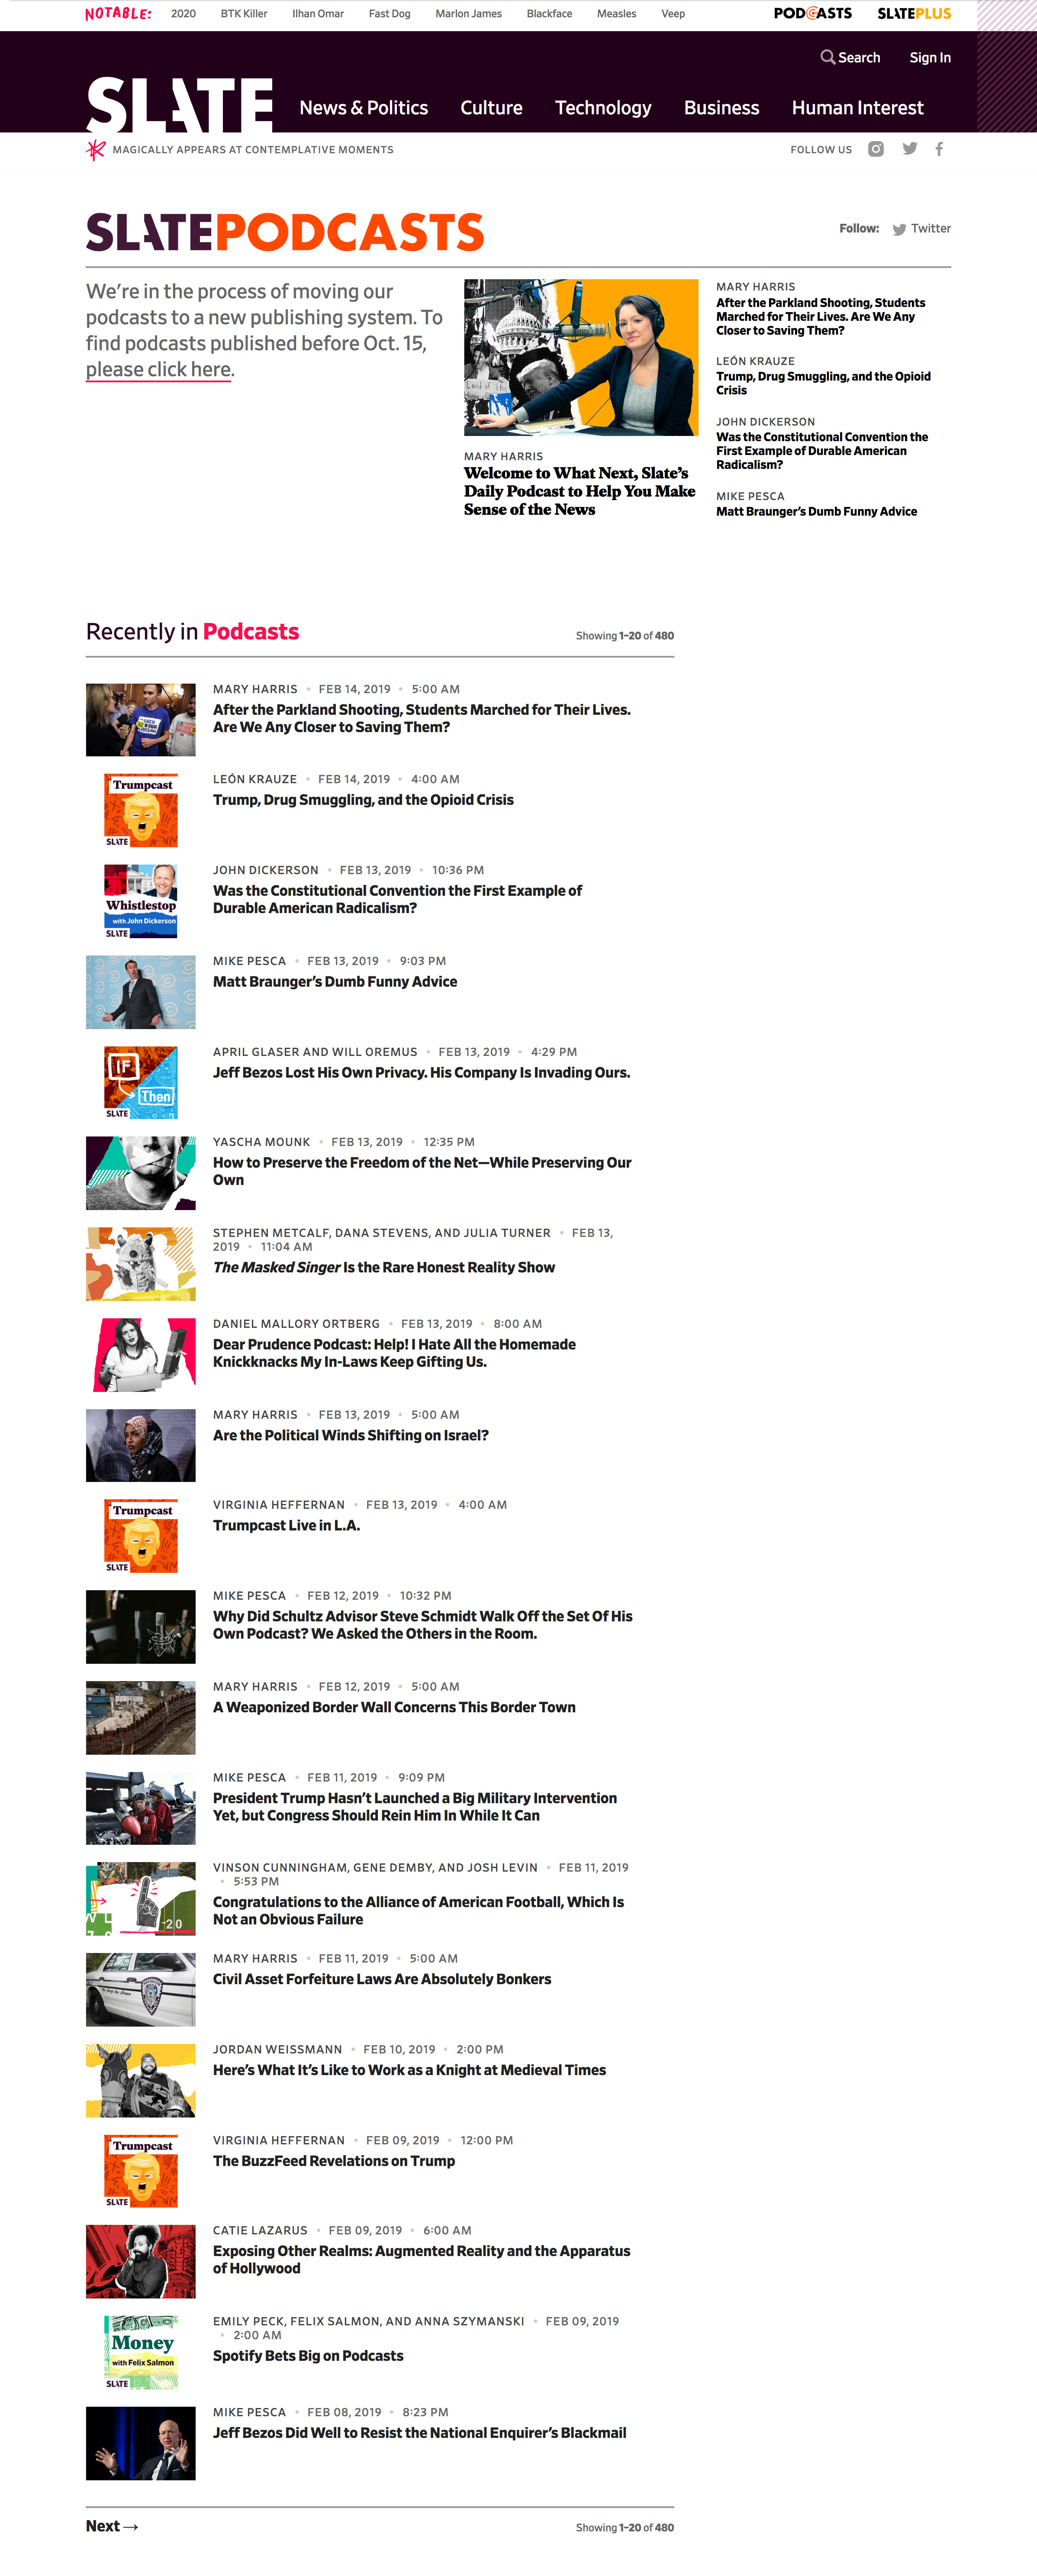 NOTABLE: 2020 BTK Killer Ilhan Omar Fast Dog Marlon James Blackface Measles Veep PODCASTS SLATEPLUS
Search Sign In
SLATE News & Politics Culture Technology Business Human Interest
MAGICALLY APPEARS AT CONTEMPLATIVE MOMENTS FOLLOW US
SLATEPODCASTS
Follow: Twitter
We're in the process of moving our
podcasts to a new publishing system. To
find podcasts published before Oct. 15,
please click here.
MARY HARRIS
Welcome to What Next, Slate's
Daily Podcast to Help You Make
Sense of the News
MARY HARRIS
After the Parkland Shooting, Students
Marched for Their Lives. Are We Any
Closer to Saving Them?
LEÓN KRAUZE
Trump, Drug Smuggling, and the Opioid
Crisis
JOHN DICKERSON
Was the Constitutional Convention the
First Example of Durable American
Radicalism?
MIKE PESCA
Matt Braunger's Dumb Funny Advice
Recently in Podcasts
Showing 1–20 of 480
MARY HARRIS • FEB 14, 2019 • 5:00 AM
After the Parkland Shooting, Students Marched for Their Lives.
Are We Any Closer to Saving Them?
Trumpcast
SLATE
LEÓN KRAUZE • FEB 14, 2019 • 4:00 AM
Trump, Drug Smuggling, and the Opioid Crisis
Whistlestop
with John Dickerson
SLATE
JOHN DICKERSON • FEB 13, 2019 • 10:36 PM
Was the Constitutional Convention the First Example of
Durable American Radicalism?
MIKE PESCA • FEB 13, 2019 • 9:03 PM
Matt Braunger's Dumb Funny Advice
IF
Then
SLATE
APRIL GLASER AND WILL OREMUS • FEB 13, 2019 • 4:29 PM
Jeff Bezos Lost His Own Privacy. His Company Is Invading Ours.
YASCHA MOUNK • FEB 13, 2019 • 12:35 PM
How to Preserve the Freedom of the Net—While Preserving Our
Own
STEPHEN METCALF, DANA STEVENS, AND JULIA TURNER • FEB 13,
2019 • 11:04 AM
The Masked Singer Is the Rare Honest Reality Show
DANIEL MALLORY ORTBERG • FEB 13, 2019 • 8:00 AM
Dear Prudence Podcast: Help! I Hate All the Homemade
Knickknacks My In-Laws Keep Gifting Us.
MARY HARRIS • FEB 13, 2019 • 5:00 AM
Are the Political Winds Shifting on Israel?
Trumpcast
SLATE
VIRGINIA HEFFERNAN • FEB 13, 2019 • 4:00 AM
Trumpcast Live in L.A.
MIKE PESCA • FEB 12, 2019 • 10:32 PM
Why Did Schultz Advisor Steve Schmidt Walk Off the Set Of His
Own Podcast? We Asked the Others in the Room.
MARY HARRIS • FEB 12, 2019 • 5:00 AM
A Weaponized Border Wall Concerns This Border Town
MIKE PESCA • FEB 11, 2019 • 9:09 PM
President Trump Hasn't Launched a Big Military Intervention
Yet, but Congress Should Rein Him In While It Can
-20
VINSON CUNNINGHAM, GENE DEMBY, AND JOSH LEVIN • FEB 11, 2019
• 5:53 PM
Congratulations to the Alliance of American Football, Which Is
Not an Obvious Failure
MARY HARRIS • FEB 11, 2019 • 5:00 AM
Civil Asset Forfeiture Laws Are Absolutely Bonkers
JORDAN WEISSMANN • FEB 10, 2019 • 2:00 PM
Here's What It's Like to Work as a Knight at Medieval Times
Trumpcast
SLATE
VIRGINIA HEFFERNAN • FEB 09, 2019 • 12:00 PM
The BuzzFeed Revelations on Trump
CATIE LAZARUS • FEB 09, 2019 • 6:00 AM
Exposing Other Realms: Augmented Reality and the Apparatus
of Hollywood
Money
with Felix Salmon
SLATE
EMILY PECK, FELIX SALMON, AND ANNA SZYMANSKI • FEB 09, 2019
• 2:00 AM
Spotify Bets Big on Podcasts
MIKE PESCA • FEB 08, 2019 • 8:23 PM
Jeff Bezos Did Well to Resist the National Enquirer's Blackmail
Next →
Showing 1–20 of 480